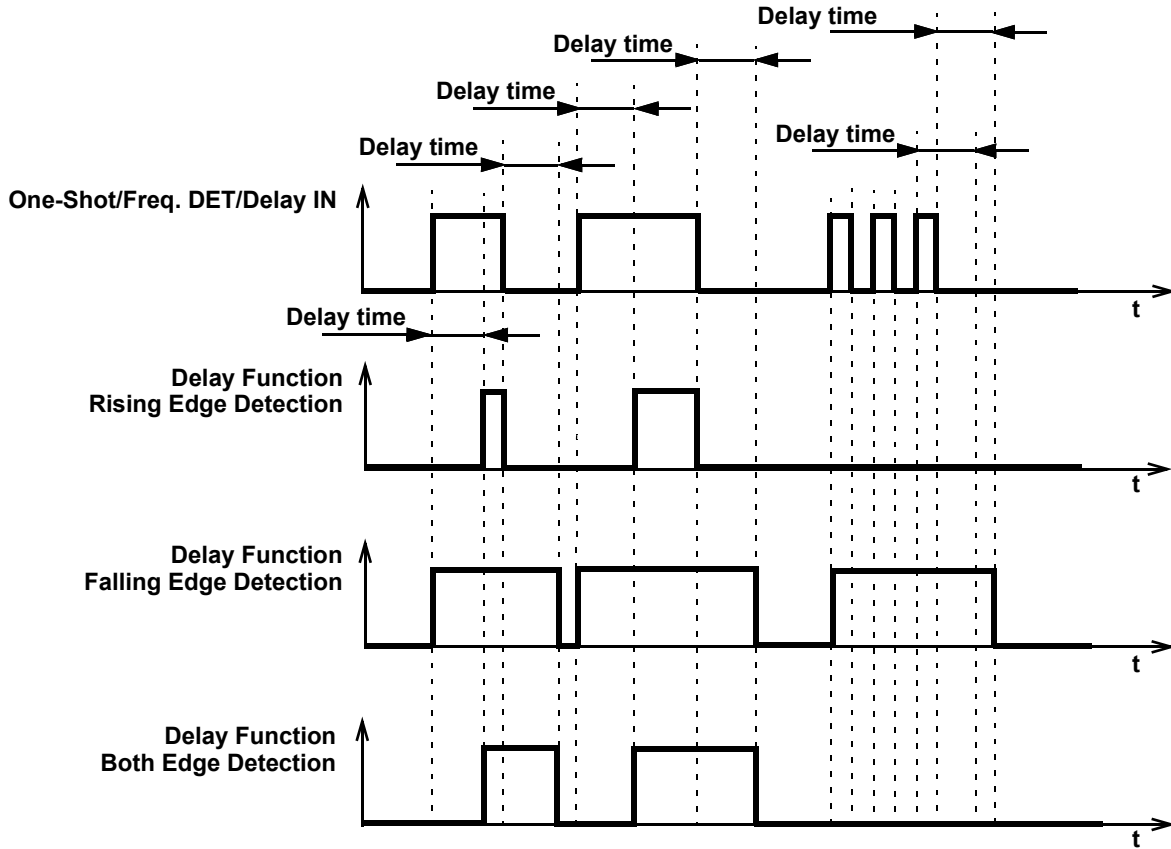 Delay time
Delay time
Delay time
Delay time
Delay time
One-Shot/Freq. DET/Delay IN
t
Delay time
Delay Function
Rising Edge Detection
t
Delay Function
Falling Edge Detection
t
Delay Function
Both Edge Detection
t